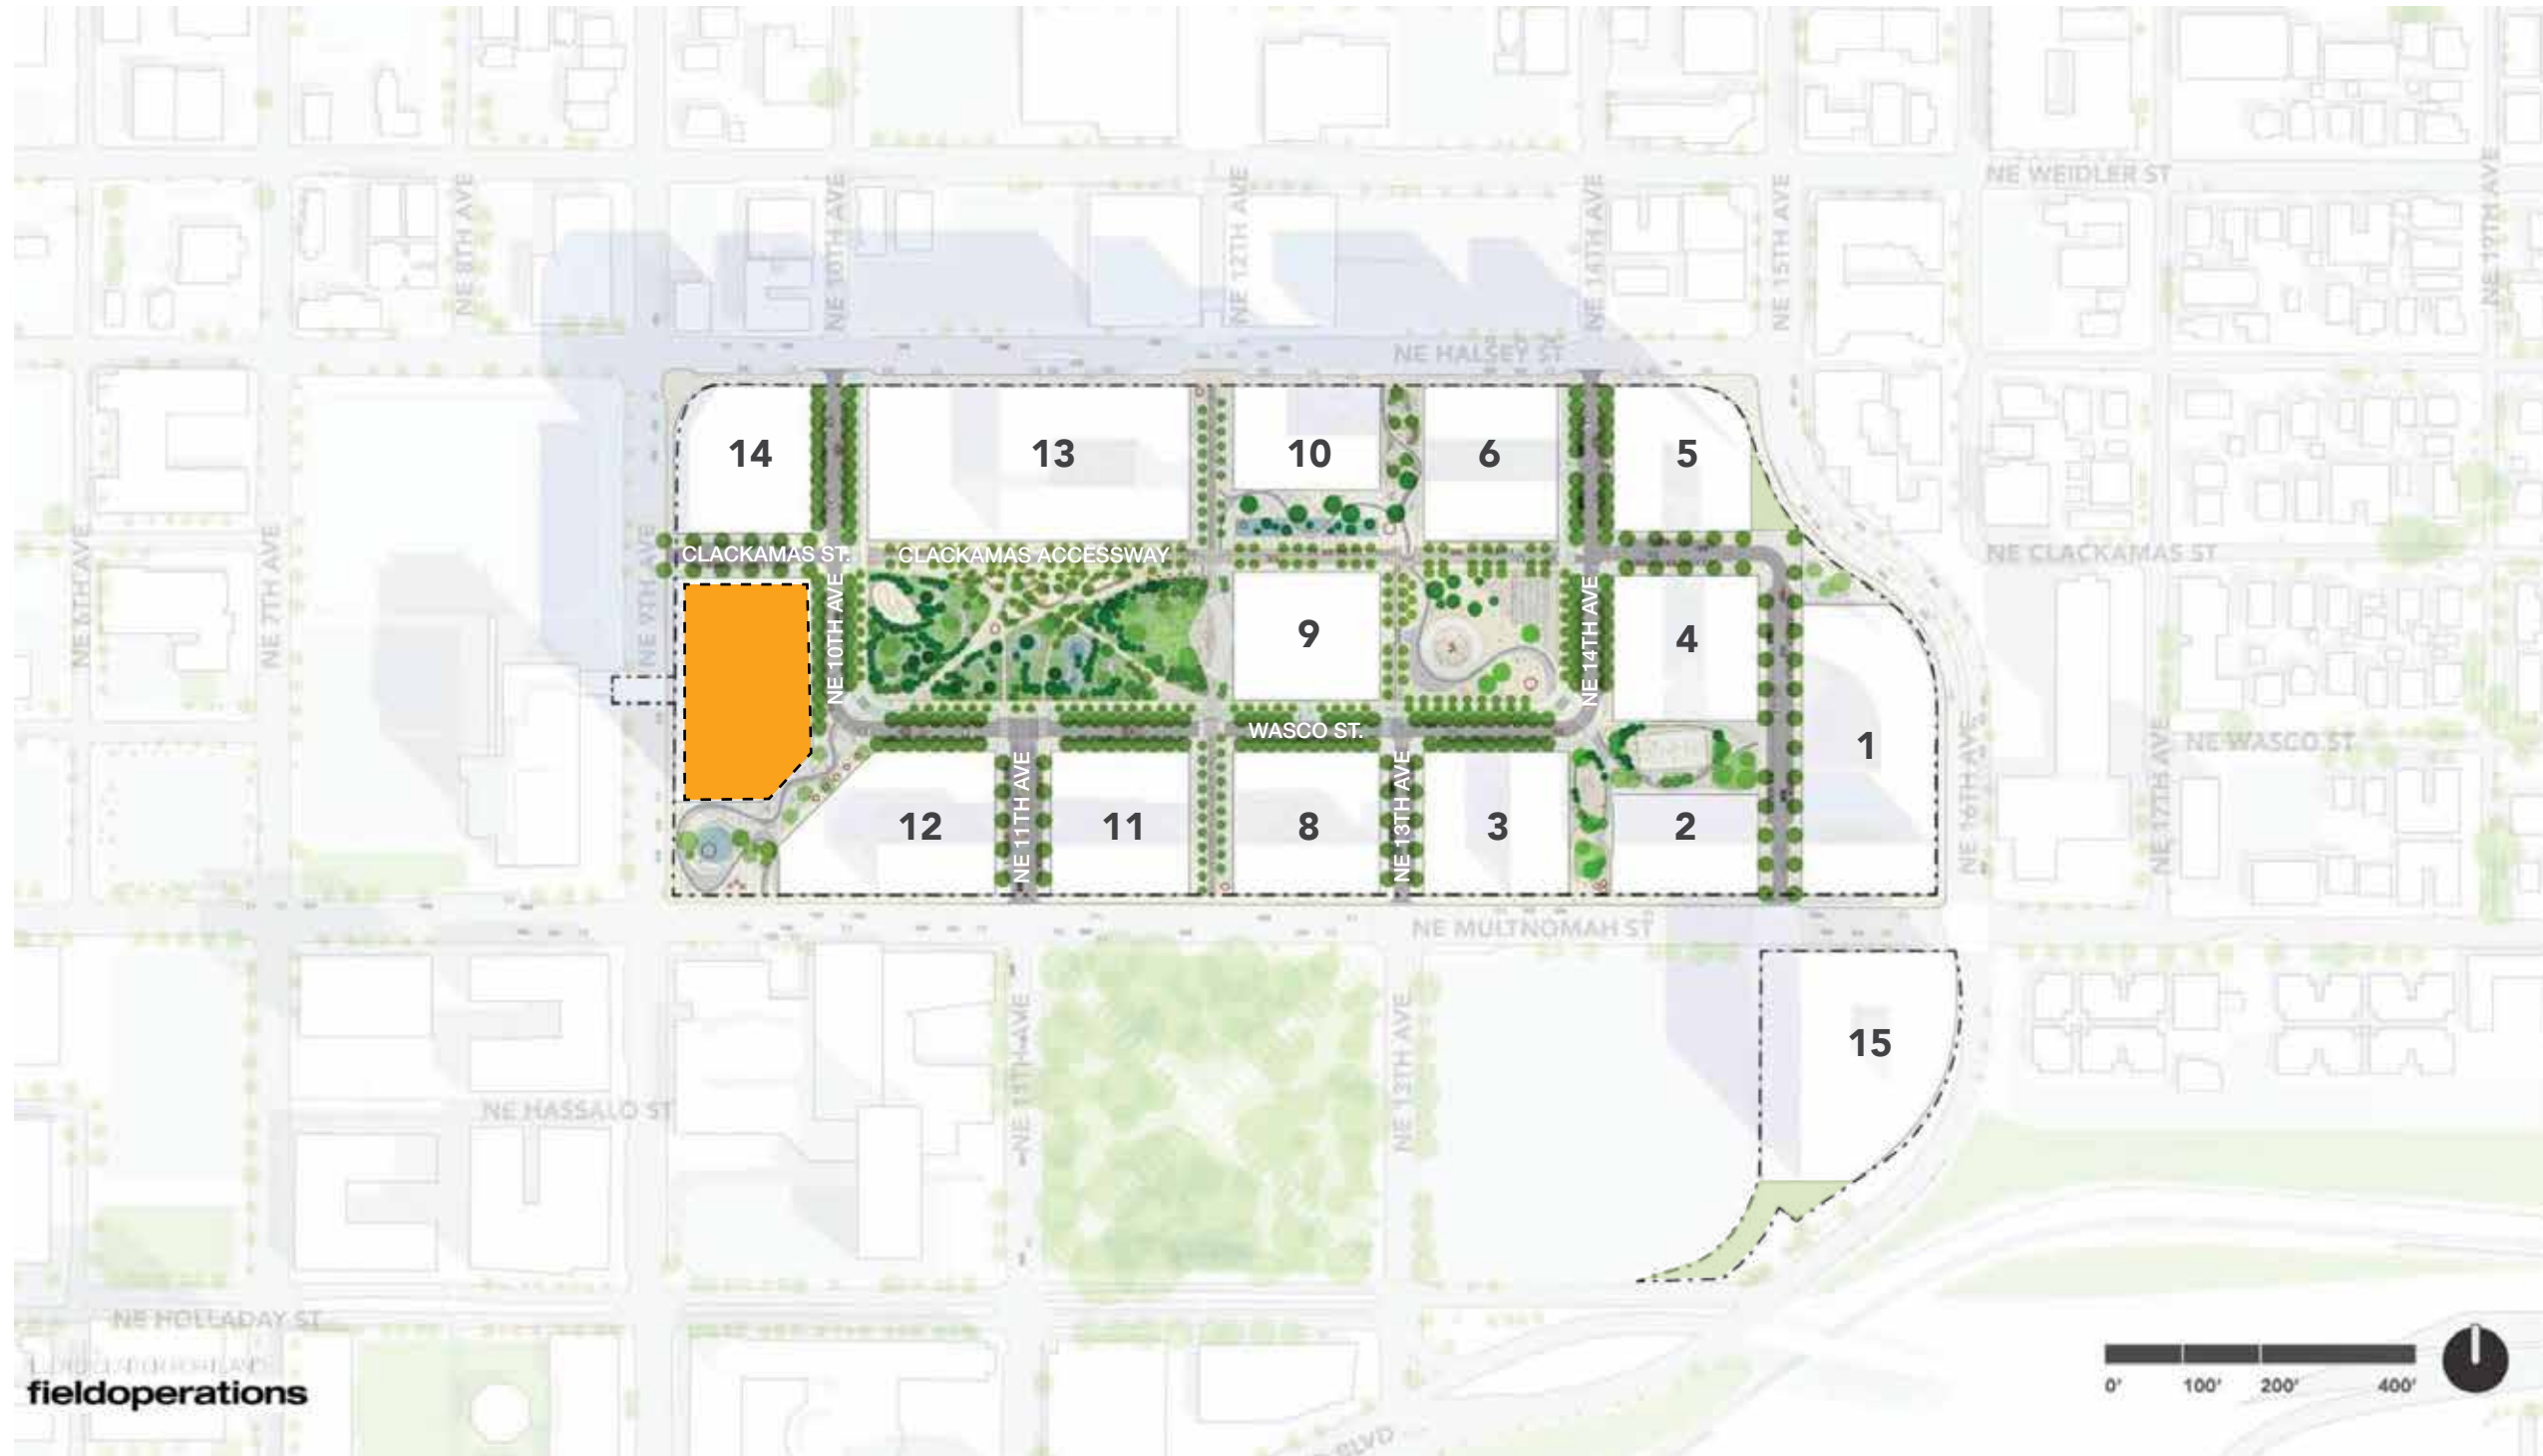 NE WEIDLER ST
NE 8TH AVE
NE 10TH AVE
NE 12TH AVE
NE 14TH AVE
NE 15TH AVE
NE 19TH AVE
NE HALSEY ST
14
13
10
6
5
CLACKAMAS ST.
CLACKAMAS ACCESSWAY
NE CLACKAMAS ST
NE 6TH AVE
NE 7TH AVE
NE 9TH AVE
NE 10TH AVE
9
NE 14TH AVE
4
WASCO ST.
1
NE WASCO ST
12
NE 11TH AVE
11
8
NE 13TH AVE
3
2
NE 16TH AVE
NE 17TH AVE
NE MULTNOMAH ST
NE 11TH AVE
NE 13TH AVE
15
NE HASSALO ST
NE HOLLADAY ST
fieldoperations
BLVD
0' 100' 200' 400'